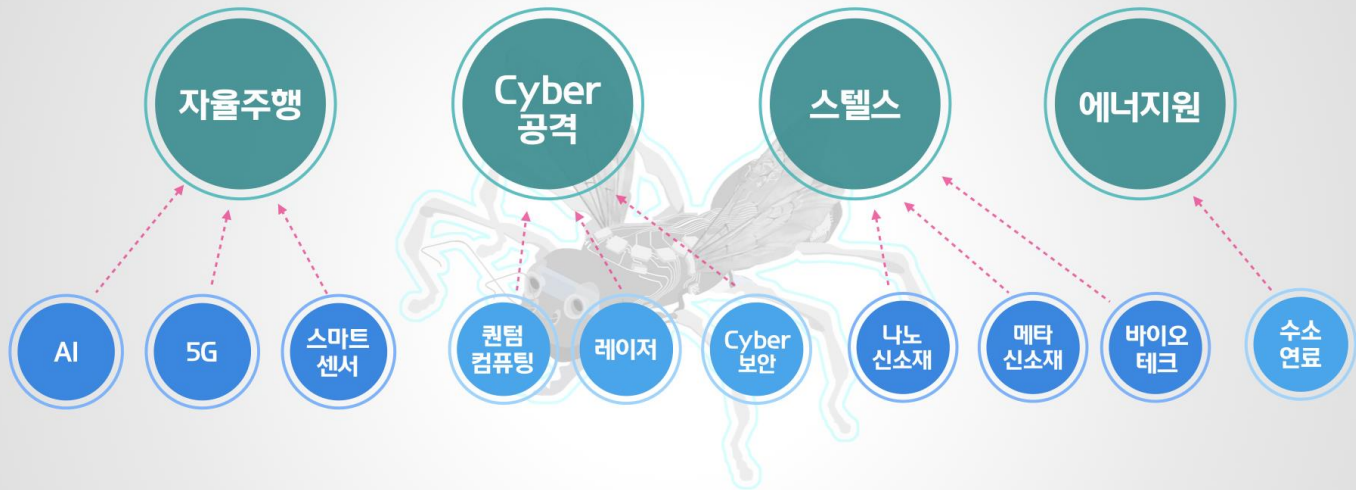 자율주행
Cyber
공격
스텔스
에너지원
AI
5G
스마트
센서
퀀텀
컴퓨팅
레이저
Cyber
보안
나노
신소재
메타
신소재
바이오
테크
수소
연료